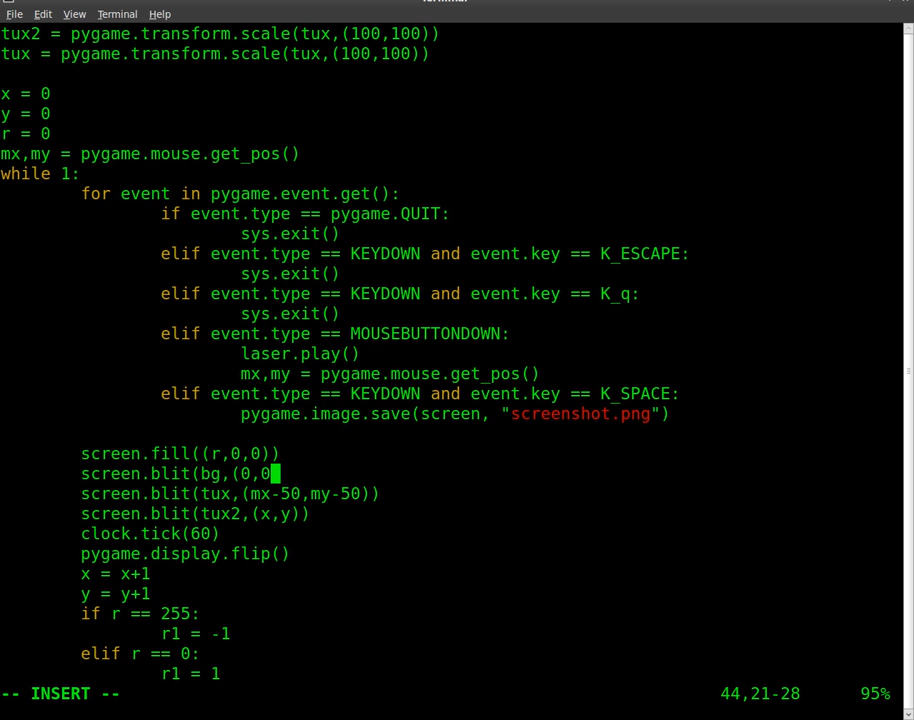 Terminal
File Edit View Terminal Help
tux2 = pygame.transform.scale(tux,(100,100))
tux = pygame.transform.scale(tux,(100,100))
x = 0
y = 0
r = 0
mx,my = pygame.mouse.get_pos()
while 1:
for event in pygame.event.get():
if event.type == pygame.QUIT:
sys.exit()
elif event.type == KEYDOWN and event.key == K_ESCAPE:
sys.exit()
elif event.type == KEYDOWN and event.key == K_q:
sys.exit()
elif event.type == MOUSEBUTTONDOWN:
laser.play()
mx,my = pygame.mouse.get_pos()
elif event.type == KEYDOWN and event.key == K_SPACE:
pygame.image.save(screen, "screenshot.png")
screen.fill((r,0,0))
screen.blit(bg,(0,0
screen.blit(tux,(mx-50,my-50))
screen.blit(tux2,(x,y))
clock.tick(60)
pygame.display.flip()
x = x+1
y = y+1
if r == 255:
r1 = -1
elif r == 0:
r1 = 1
-- INSERT -- 44,21-28 95%